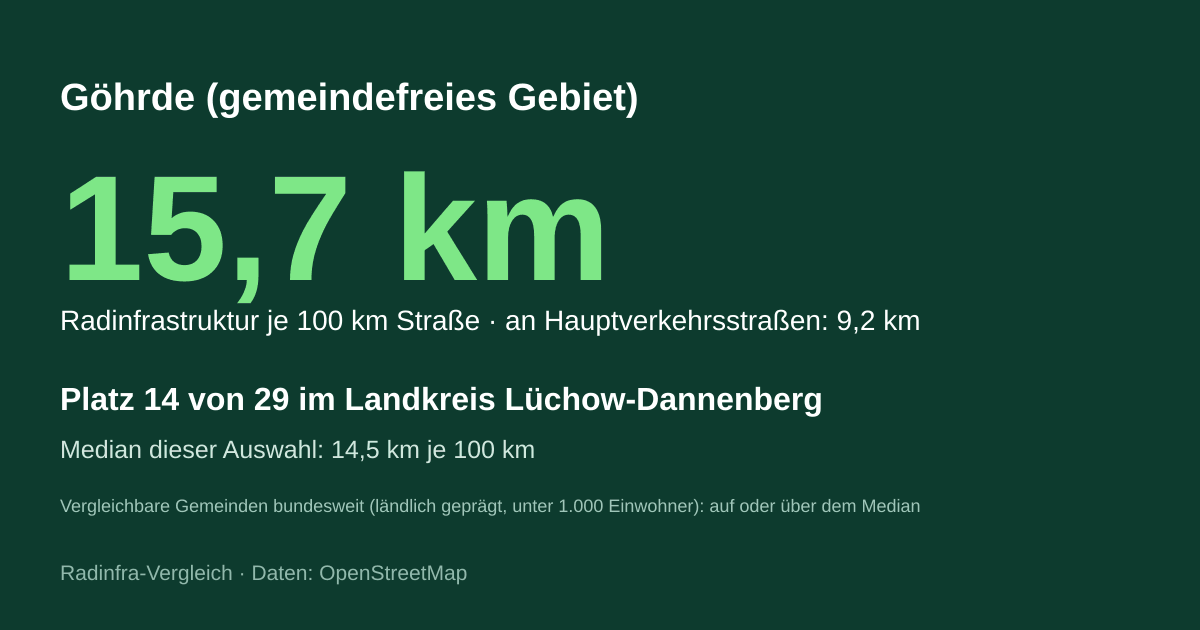 Göhrde (gemeindefreies Gebiet)
15,7 km
Radinfrastruktur je 100 km Straße · an Hauptverkehrsstraßen: 9,2 km
Platz 14 von 29 im Landkreis Lüchow-Dannenberg
Median dieser Auswahl: 14,5 km je 100 km
Vergleichbare Gemeinden bundesweit (ländlich geprägt, unter 1.000 Einwohner): auf oder über dem Median
Radinfra-Vergleich · Daten: OpenStreetMap